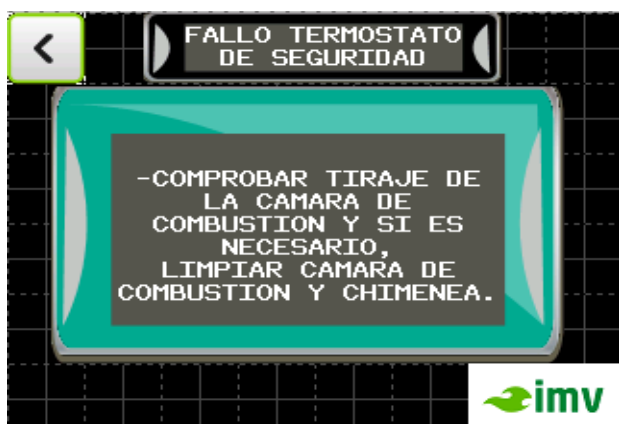 FALLO TERMOSTATO
DE SEGURIDAD
-COMPROBAR TIRAJE DE
LA CAMARA DE
COMBUSTION Y SI ES
NECESARIO,
LIMPIAR CAMARA DE
COMBUSTION Y CHIMENEA.
imv